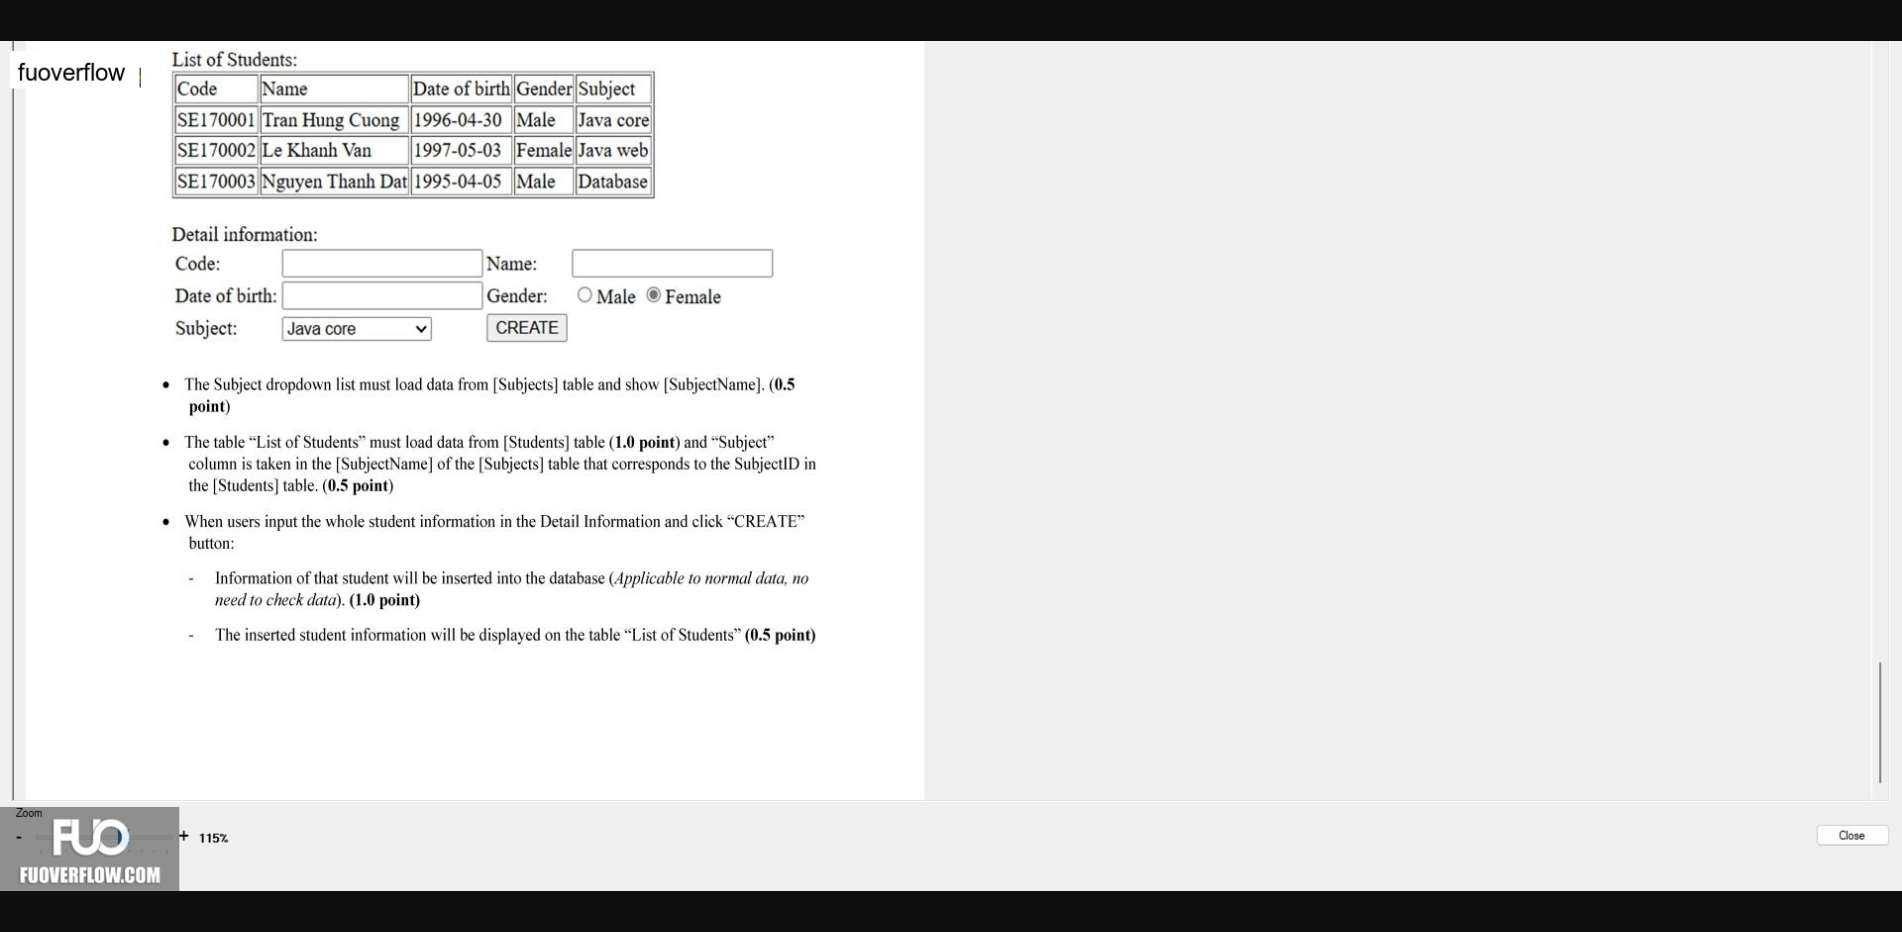 fuoverflow
List of Students:
Code Name Date of birth Gender Subject
SE170001 Tran Hung Cuong 1996-04-30 Male Java core
SE170002 Le Khanh Van 1997-05-03 Female Java web
SE170003 Nguyen Thanh Dat 1995-04-05 Male Database
Detail information:
Code: Name:
Date of birth: Gender: Male Female
Subject: Java core CREATE
• The Subject dropdown list must load data from [Subjects] table and show [SubjectName]. (0.5
point)
• The table “List of Students” must load data from [Students] table (1.0 point) and “Subject”
column is taken in the [SubjectName] of the [Subjects] table that corresponds to the SubjectID in
the [Students] table. (0.5 point)
• When users input the whole student information in the Detail Information and click “CREATE”
button:
- Information of that student will be inserted into the database (Applicable to normal data, no
need to check data). (1.0 point)
- The inserted student information will be displayed on the table “List of Students” (0.5 point)
Zoom
- + 115%
Close
FUO
FUOVERFLOW.COM